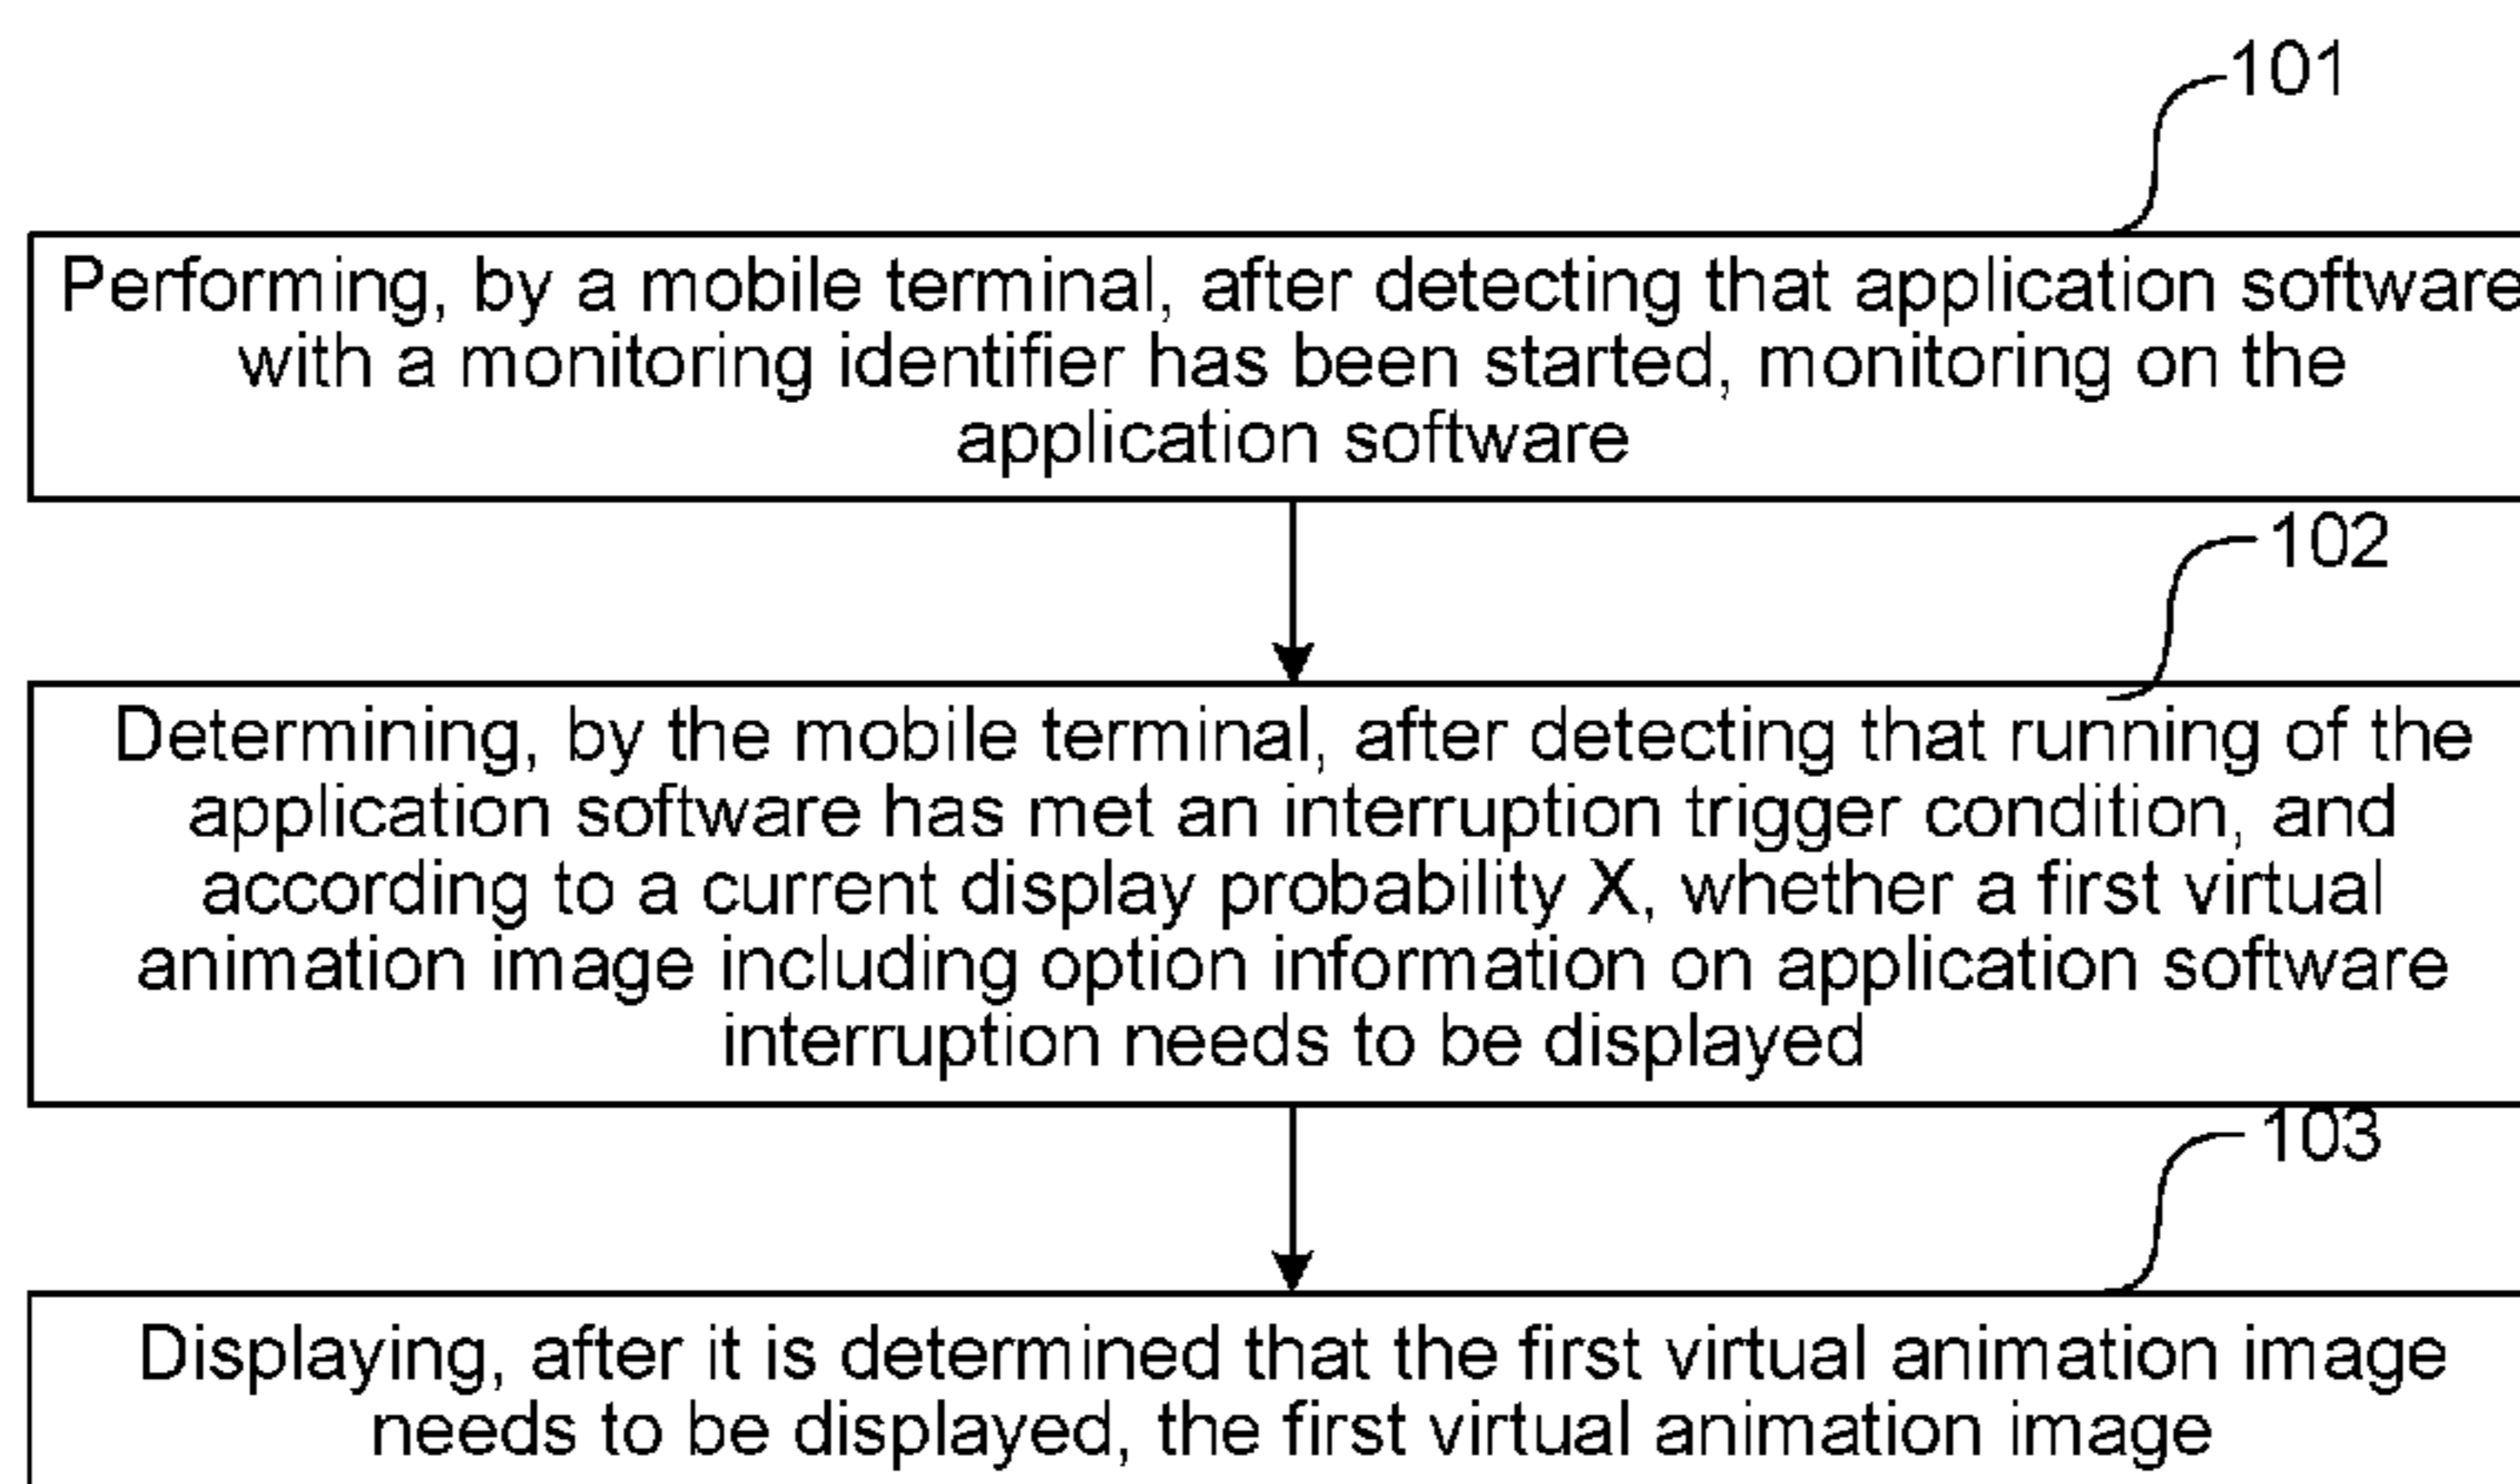 101
Performing, by a mobile terminal, after detecting that application software
with a monitoring identifier has been started, monitoring on the
application software
102
Determining, by the mobile terminal, after detecting that running of the
application software has met an interruption trigger condition, and
according to a current display probability X, whether a first virtual
animation image including option information on application software
interruption needs to be displayed
103
Displaying, after it is determined that the first virtual animation image
needs to be displayed, the first virtual animation image